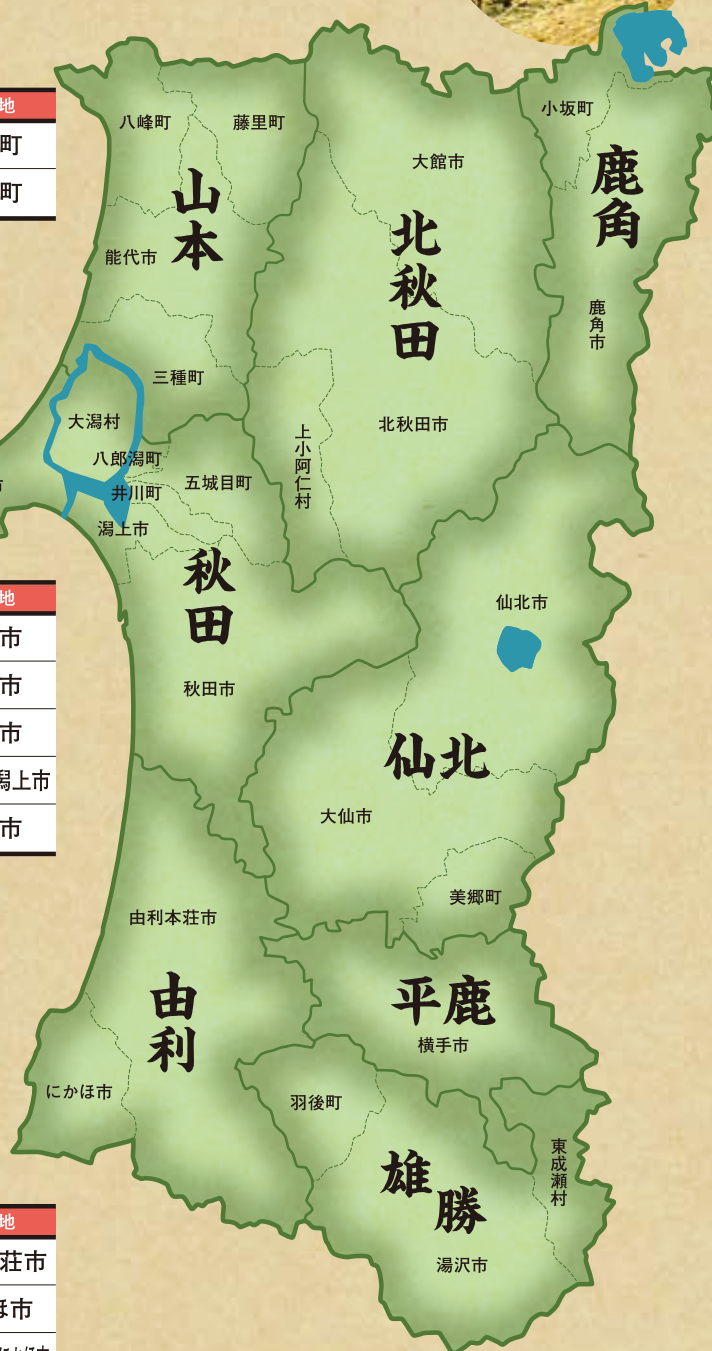 地
町
町
八峰町
藤里町
山本
能代市
三種町
大館市
北秋田
北秋田市
上小阿仁村
小坂町
鹿角
鹿角市
大潟村
八郎潟町
井川町
五城目町
潟上市
秋田
秋田市
市
地
市
市
市
潟上市
市
仙北市
仙北
大仙市
美郷町
由利本荘市
由利
にかほ市
平鹿
横手市
羽後町
雄勝
湯沢市
東成瀬村
地
荘市
ほ市